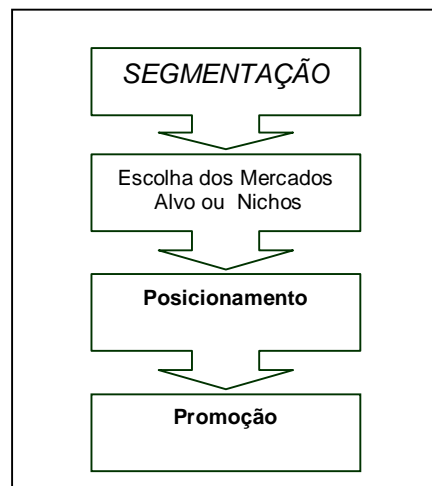 SEGMENTAÇÃO
Escolha dos Mercados
Alvo ou Nichos
Posicionamento
Promoção